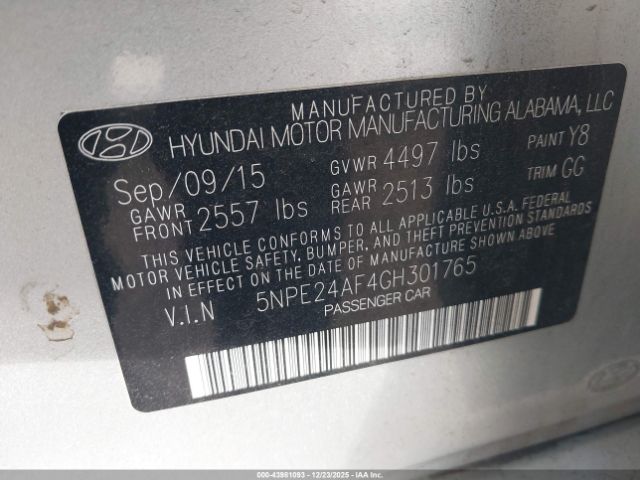 MANUFACTURED BY
HYUNDAI MOTOR MANUFACTURING ALABAMA, LLC
Sep/09/15 GVWR 4497 lbs PAINT Y8
GAWR FRONT 2557 lbs GAWR REAR 2513 lbs TRIM GG
THIS VEHICLE CONFORMS TO ALL APPLICABLE U.S.A. FEDERAL
MOTOR VEHICLE SAFETY, BUMPER, AND THEFT PREVENTION STANDARDS
IN EFFECT ON THE DATE OF MANUFACTURE SHOWN ABOVE
V.I.N 5NPE24AF4GH301765
PASSENGER CAR
000-43981093 - 12/23/2025 - PUBLIC - IAA INC.